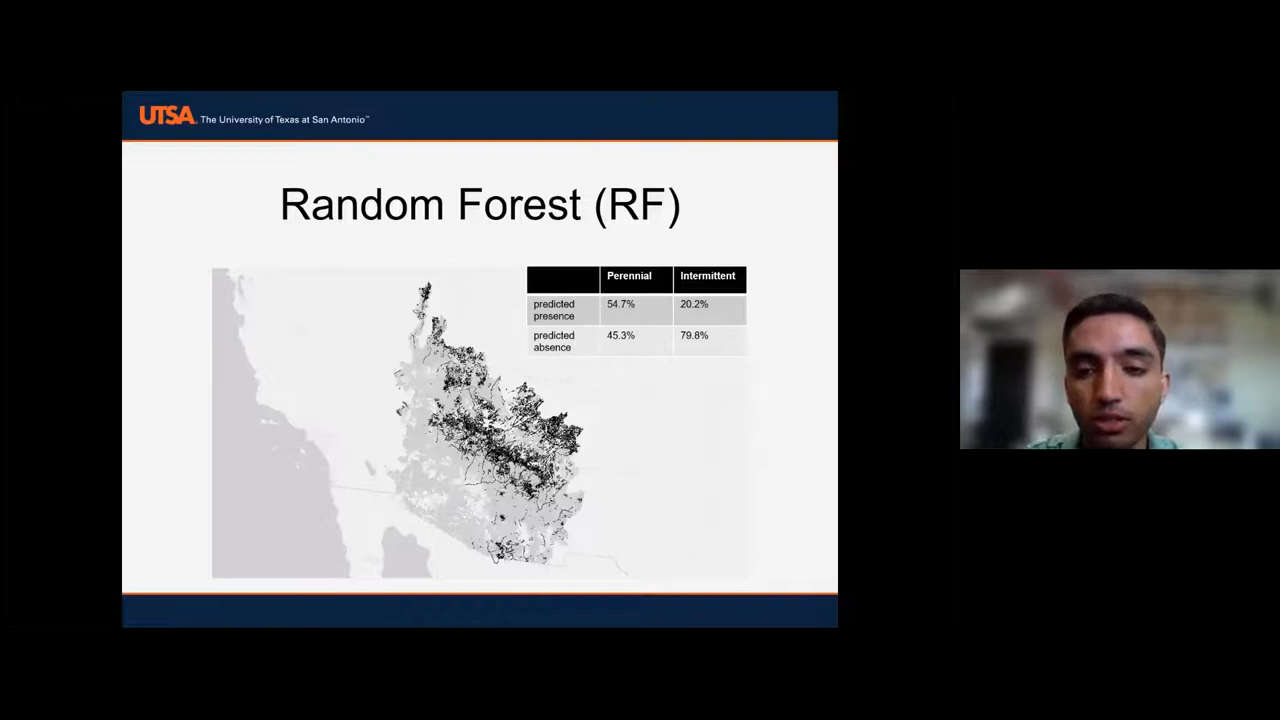 UTSA The University of Texas at San Antonio™
Random Forest (RF)
Perennial Intermittent
predicted presence 54.7% 20.2%
predicted absence 45.3% 79.8%